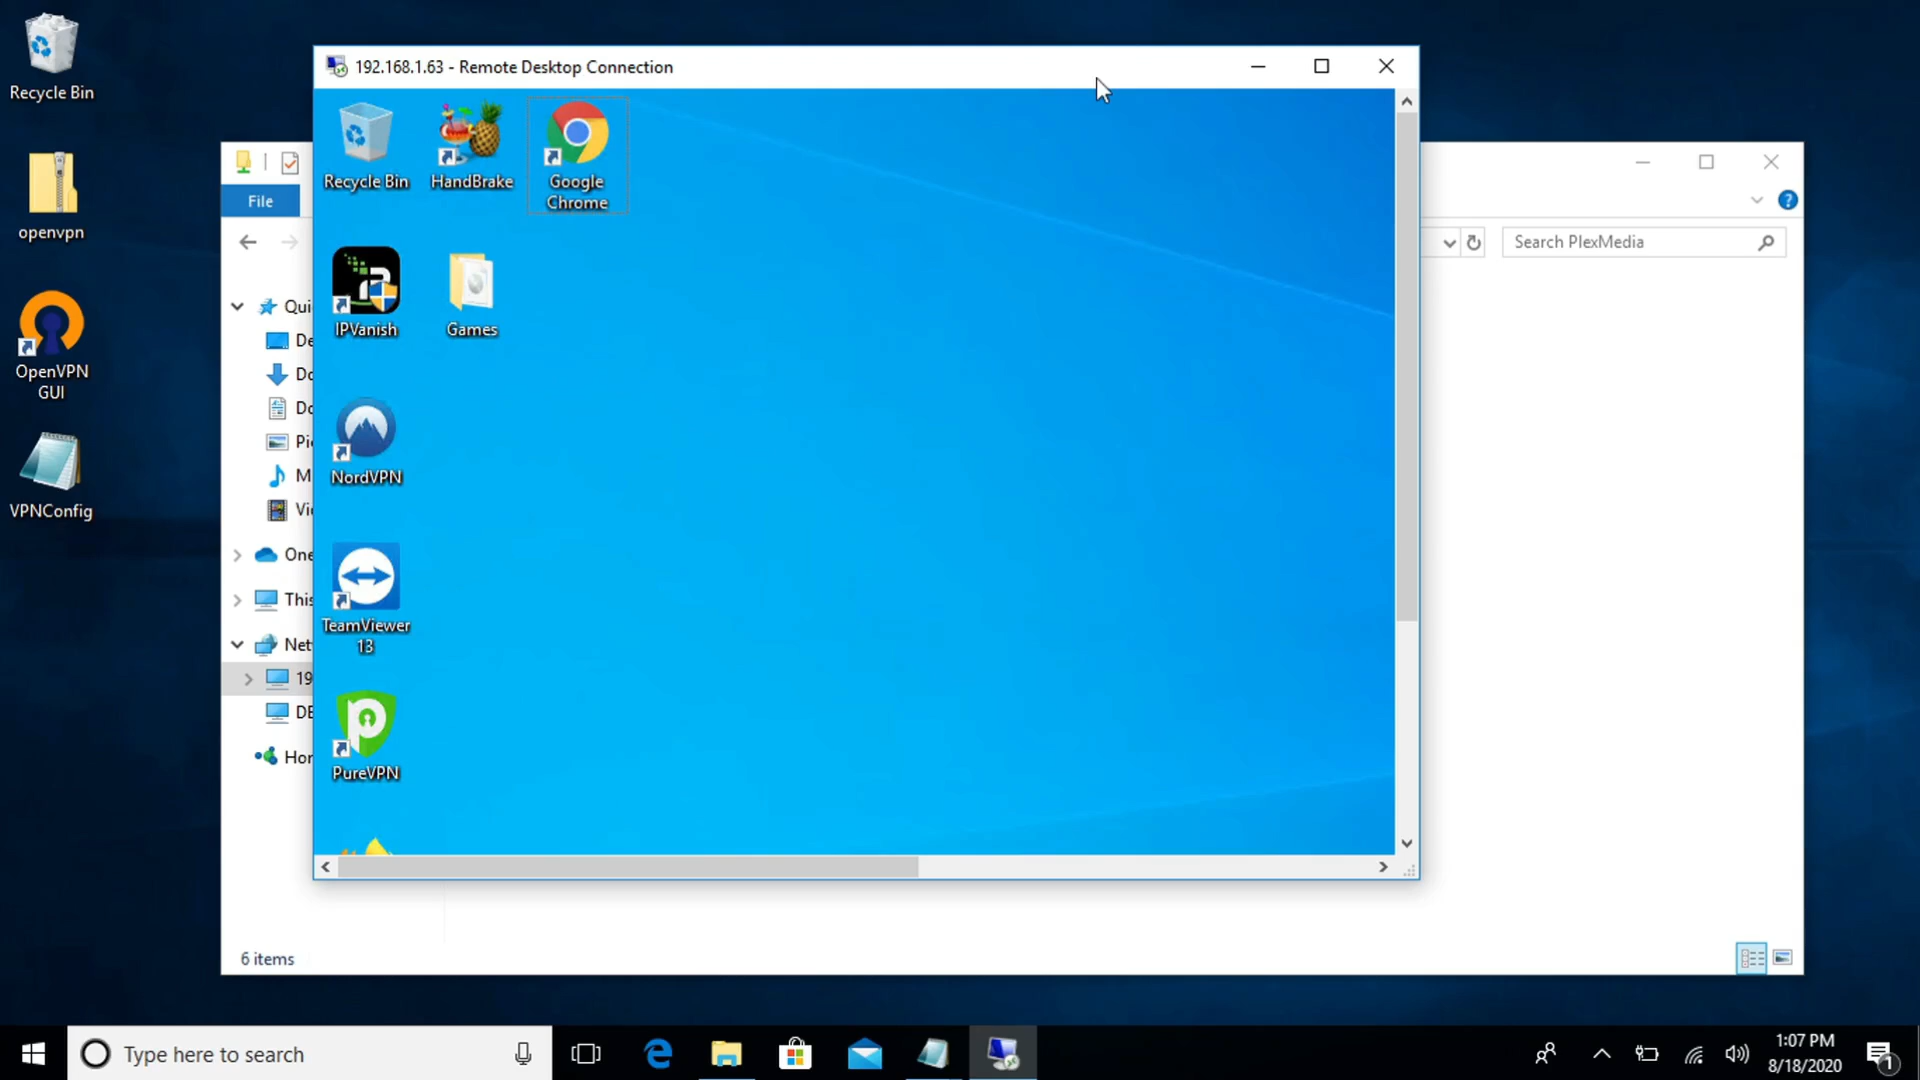 Recycle Bin
openvpn
OpenVPN
GUI
VPNConfig
192.168.1.63 - Remote Desktop Connection
Recycle Bin
HandBrake
Google
Chrome
IPVanish
Games
NordVPN
TeamViewer
13
PureVPN
File
Search PlexMedia
Qui
De
Do
Do
Pi
M
Vi
One
This
Net
19
DE
Hor
6 items
Type here to search
1:07 PM
8/18/2020
1